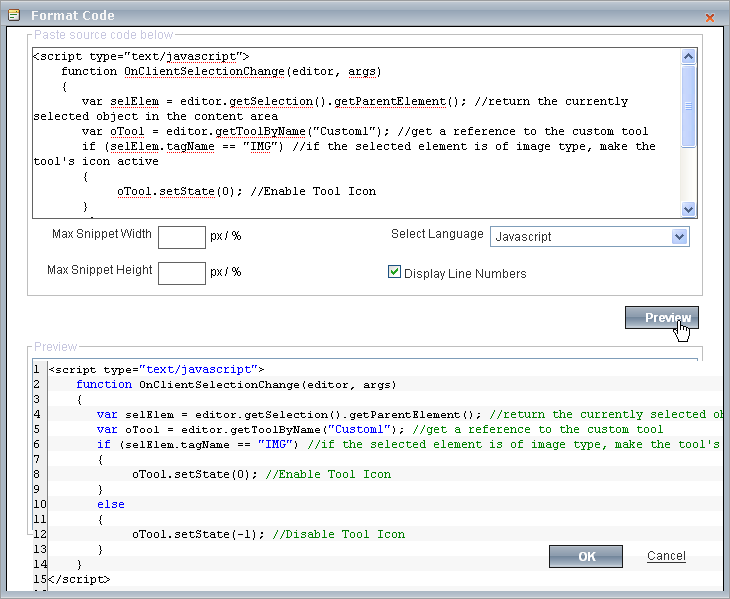 Format Code
Paste source code below
<script type="text/javascript">
function OnClientSelectionChange(editor, args)
{
var selElem = editor.getSelection().getParentElement(); //return the currently
selected object in the content area
var oTool = editor.getToolByName("Custom1"); //get a reference to the custom tool
if (selElem.tagName == "IMG") //if the selected element is of image type, make the
tool's icon active
{
oTool.setState(0); //Enable Tool Icon
}
Max Snippet Width px / % Select Language Javascript
Max Snippet Height px / % Display Line Numbers
Preview
Preview
1 <script type="text/javascript">
2 function OnClientSelectionChange(editor, args)
3 {
4 var selElem = editor.getSelection().getParentElement(); //return the currently selected ob
5 var oTool = editor.getToolByName("Custom1"); //get a reference to the custom tool
6 if (selElem.tagName == "IMG") //if the selected element is of image type, make the tool's
7 {
8 oTool.setState(0); //Enable Tool Icon
9 }
10 else
11 {
12 oTool.setState(-1); //Disable Tool Icon
13 }
14 }
15 </script>
OK Cancel